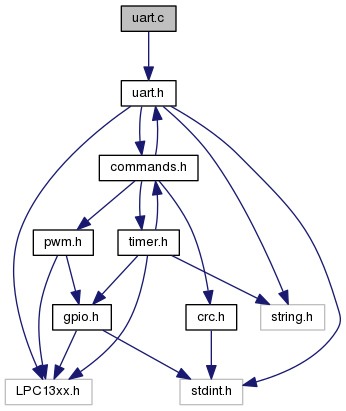 uart.c
uart.h
commands.h
pwm.h
timer.h
gpio.h
crc.h
string.h
LPC13xx.h
stdint.h